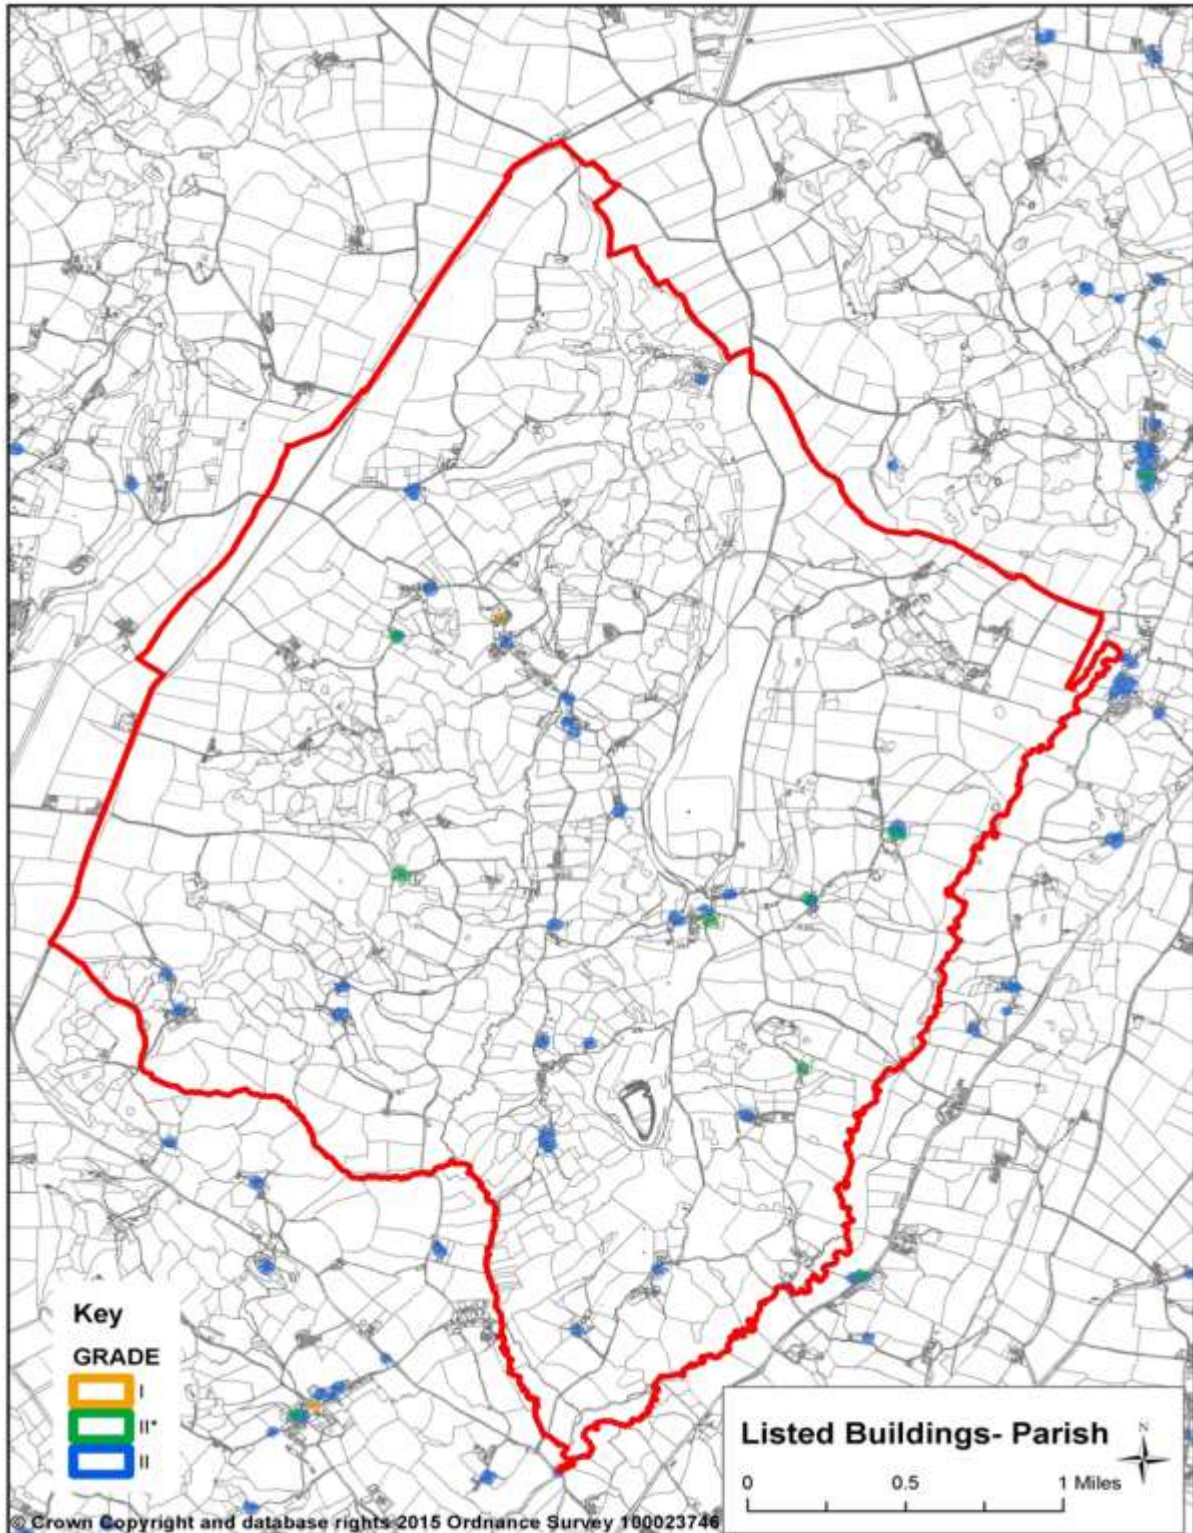 Key
GRADE
I
II*
II
Listed Buildings- Parish
N
0 0.5 1 Miles
© Crown Copyright and database rights 2015 Ordnance Survey 100023746